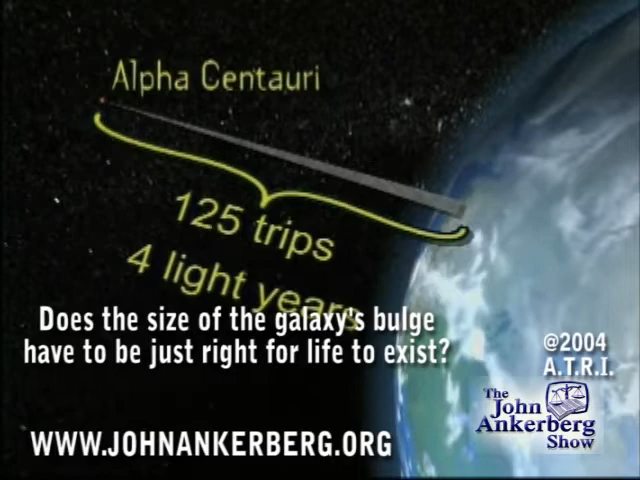 Alpha Centauri
125 trips
4 light years
Does the size of the galaxy's bulge
have to be just right for life to exist?
@2004
A.T.R.I.
The
John
Ankerberg
Show
WWW.JOHNANKERBERG.ORG